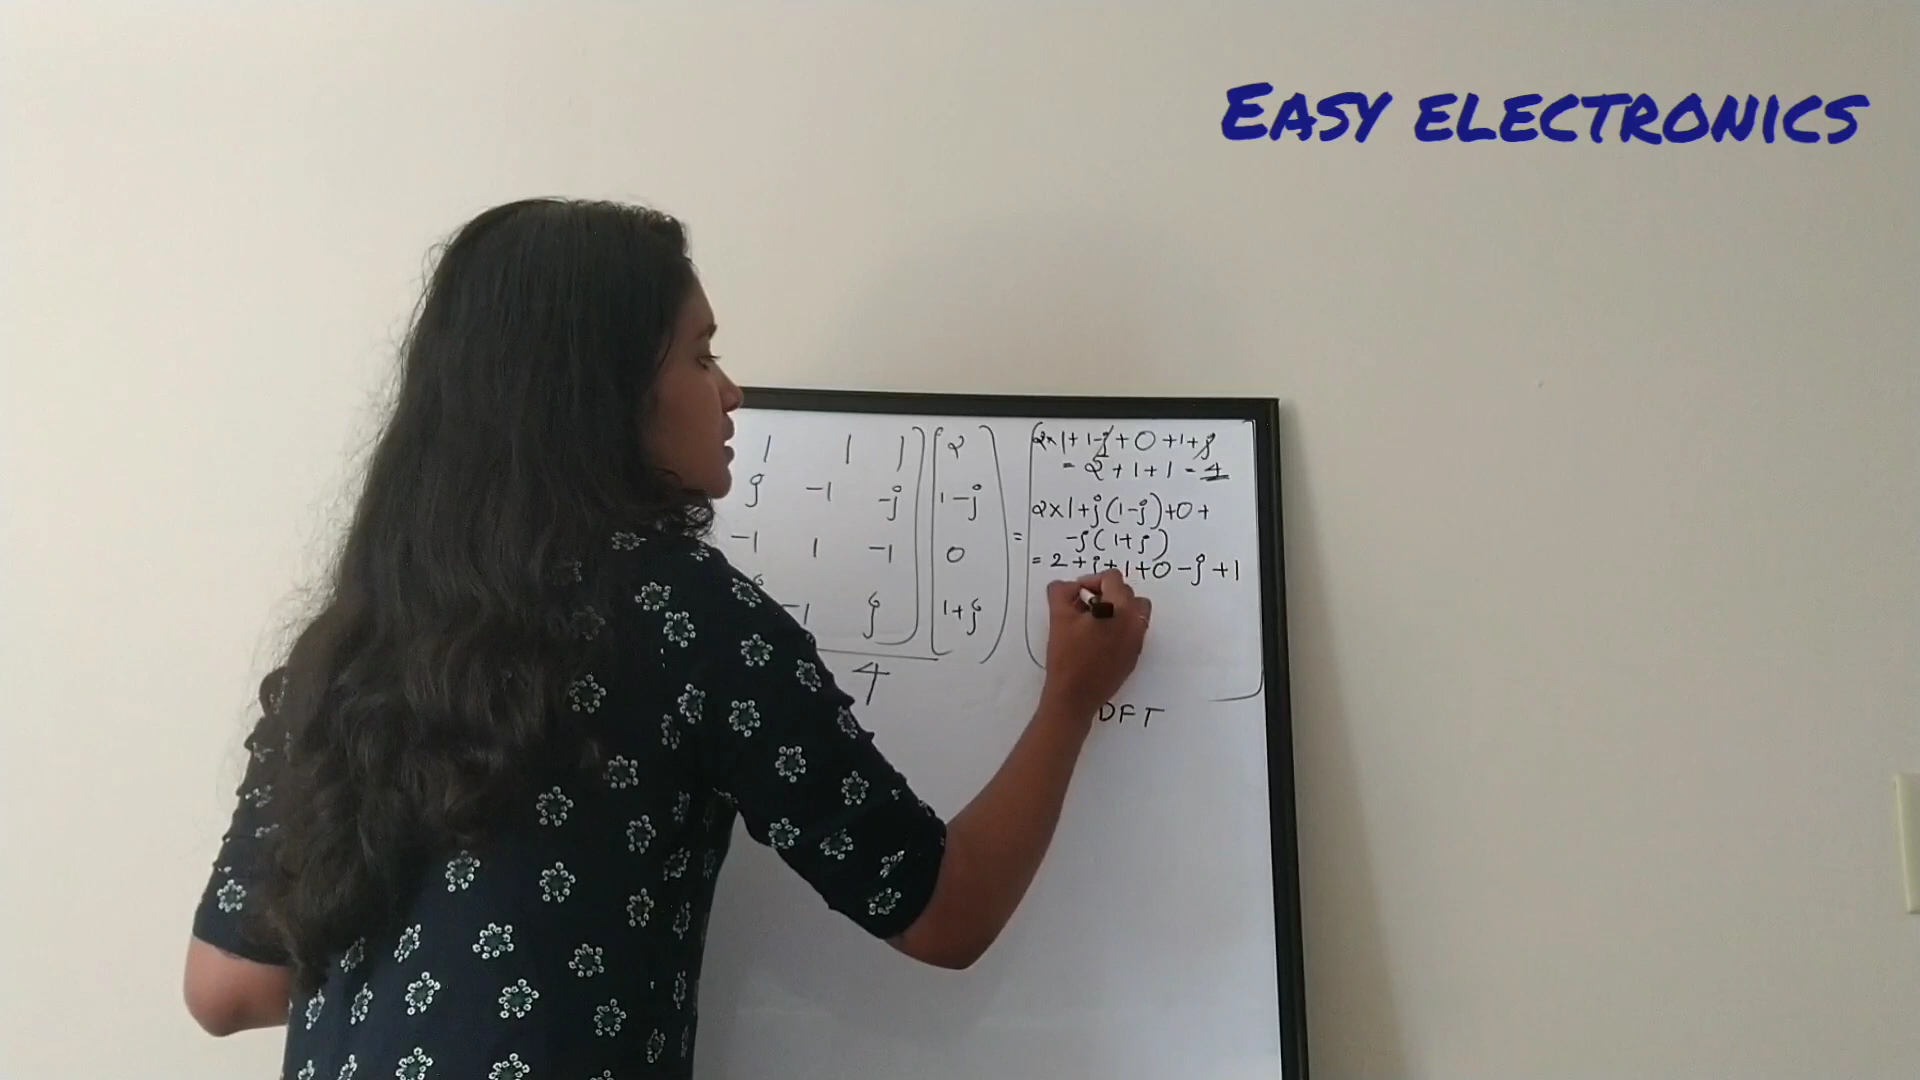 EASY ELECTRONICS
1 1 1
j -1 -j
-1 1 -1
-1 j
4
2
1-j
0
1+j
=
2×1+1-j+0+1+j
= 2+1+1 = 4
2×1+j(1-j)+0+
-j(1+j)
= 2+j+1+0-j+1
DFT